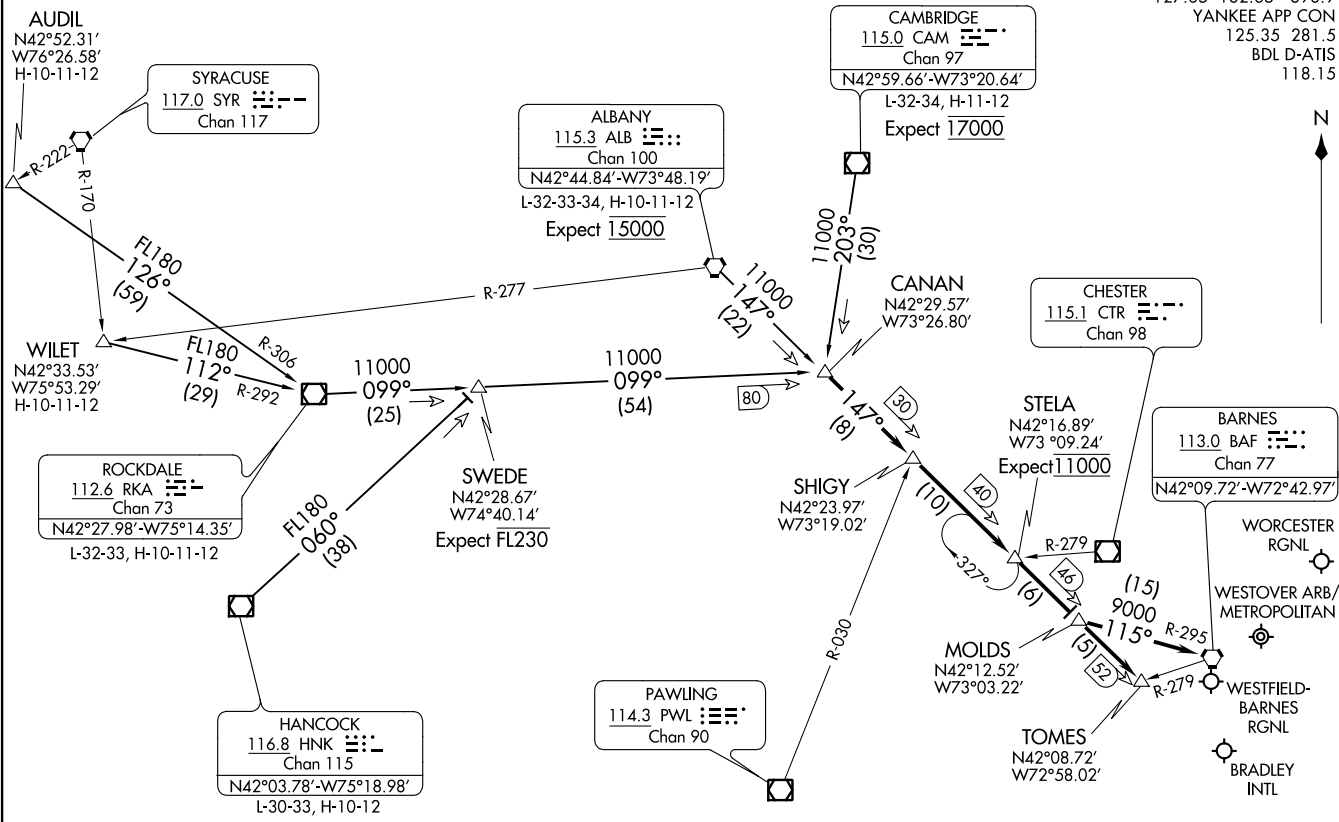 AUDIL
N42°52.31'
W76°26.58'
H-10-11-12
SYRACUSE
117.0 SYR
Chan 117
R-222
R-170
ALBANY
115.3 ALB
Chan 100
N42°44.84'-W73°48.19'
L-32-33-34, H-10-11-12
Expect 15000
CAMBRIDGE
115.0 CAM
Chan 97
N42°59.66'-W73°20.64'
L-32-34, H-11-12
Expect 17000
YANKEE APP CON
125.35 281.5
BDL D-ATIS
118.15
N
FL180
126°
(59)
R-306
R-277
11000
147°
(22)
11000
203°
(30)
CANAN
N42°29.57'
W73°26.80'
CHESTER
115.1 CTR
Chan 98
WILET
N42°33.53'
W75°53.29'
H-10-11-12
FL180
112°
(29)
R-292
11000
099°
(25)
11000
099°
(54)
80
147°
(8)
30
ROCKDALE
112.6 RKA
Chan 73
N42°27.98'-W75°14.35'
L-32-33, H-10-11-12
SWEDE
N42°28.67'
W74°40.14'
Expect FL230
FL180
060°
(38)
SHIGY
N42°23.97'
W73°19.02'
(10)
40
STELA
N42°16.89'
W73°09.24'
Expect 11000
BARNES
113.0 BAF
Chan 77
N42°09.72'-W72°42.97'
R-279
327°
(6)
46
(15)
9000
115°
R-295
WORCESTER
RGNL
WESTOVER ARB/
METROPOLITAN
R-030
MOLDS
N42°12.52'
W73°03.22'
(5)
52
R-279
WESTFIELD-
BARNES
RGNL
HANCOCK
116.8 HNK
Chan 115
N42°03.78'-W75°18.98'
L-30-33, H-10-12
PAWLING
114.3 PWL
Chan 90
TOMES
N42°08.72'
W72°58.02'
BRADLEY
INTL